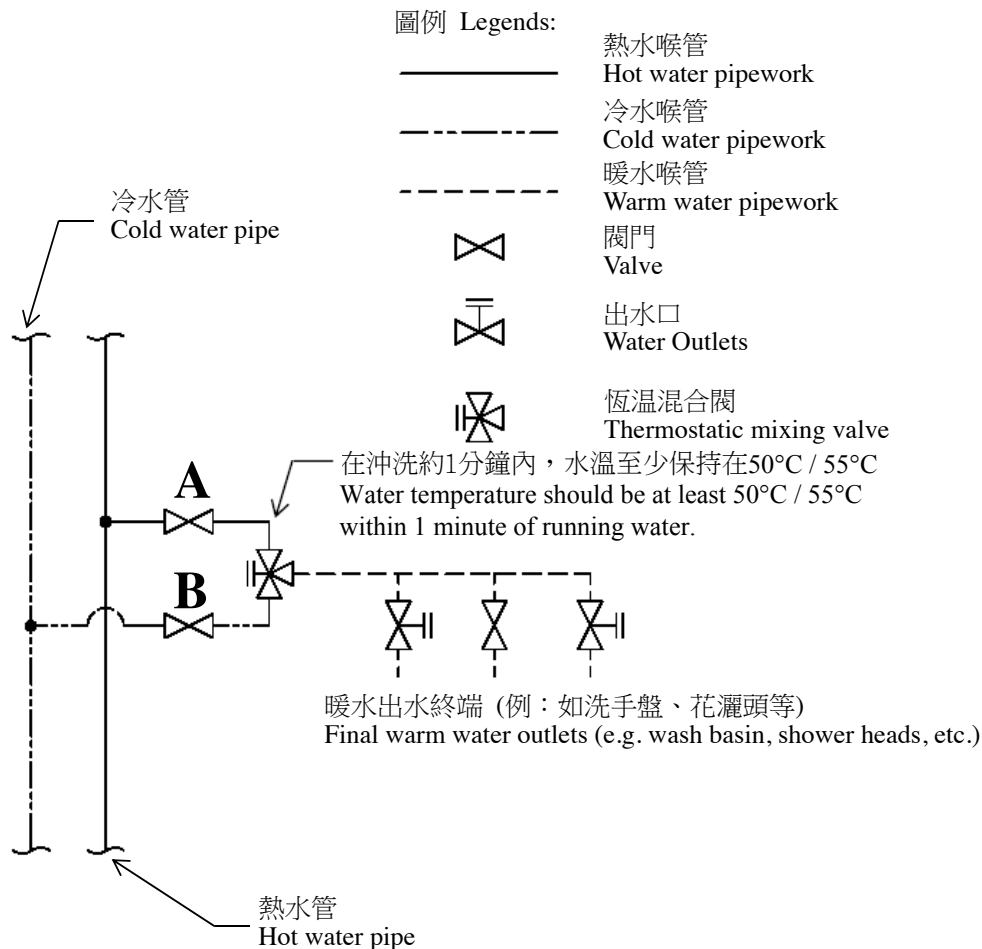 圖例 Legends:
熱水喉管
Hot water pipework
冷水喉管
Cold water pipework
暖水喉管
Warm water pipework
閥門
Valve
出水口
Water Outlets
恆温混合閥
Thermostatic mixing valve
冷水管
Cold water pipe
在沖洗約1分鐘內，水溫至少保持在50°C / 55°C
Water temperature should be at least 50°C / 55°C
within 1 minute of running water.
A
B
暖水出水終端 (例：如洗手盤、花灑頭等)
Final warm water outlets (e.g. wash basin, shower heads, etc.)
熱水管
Hot water pipe